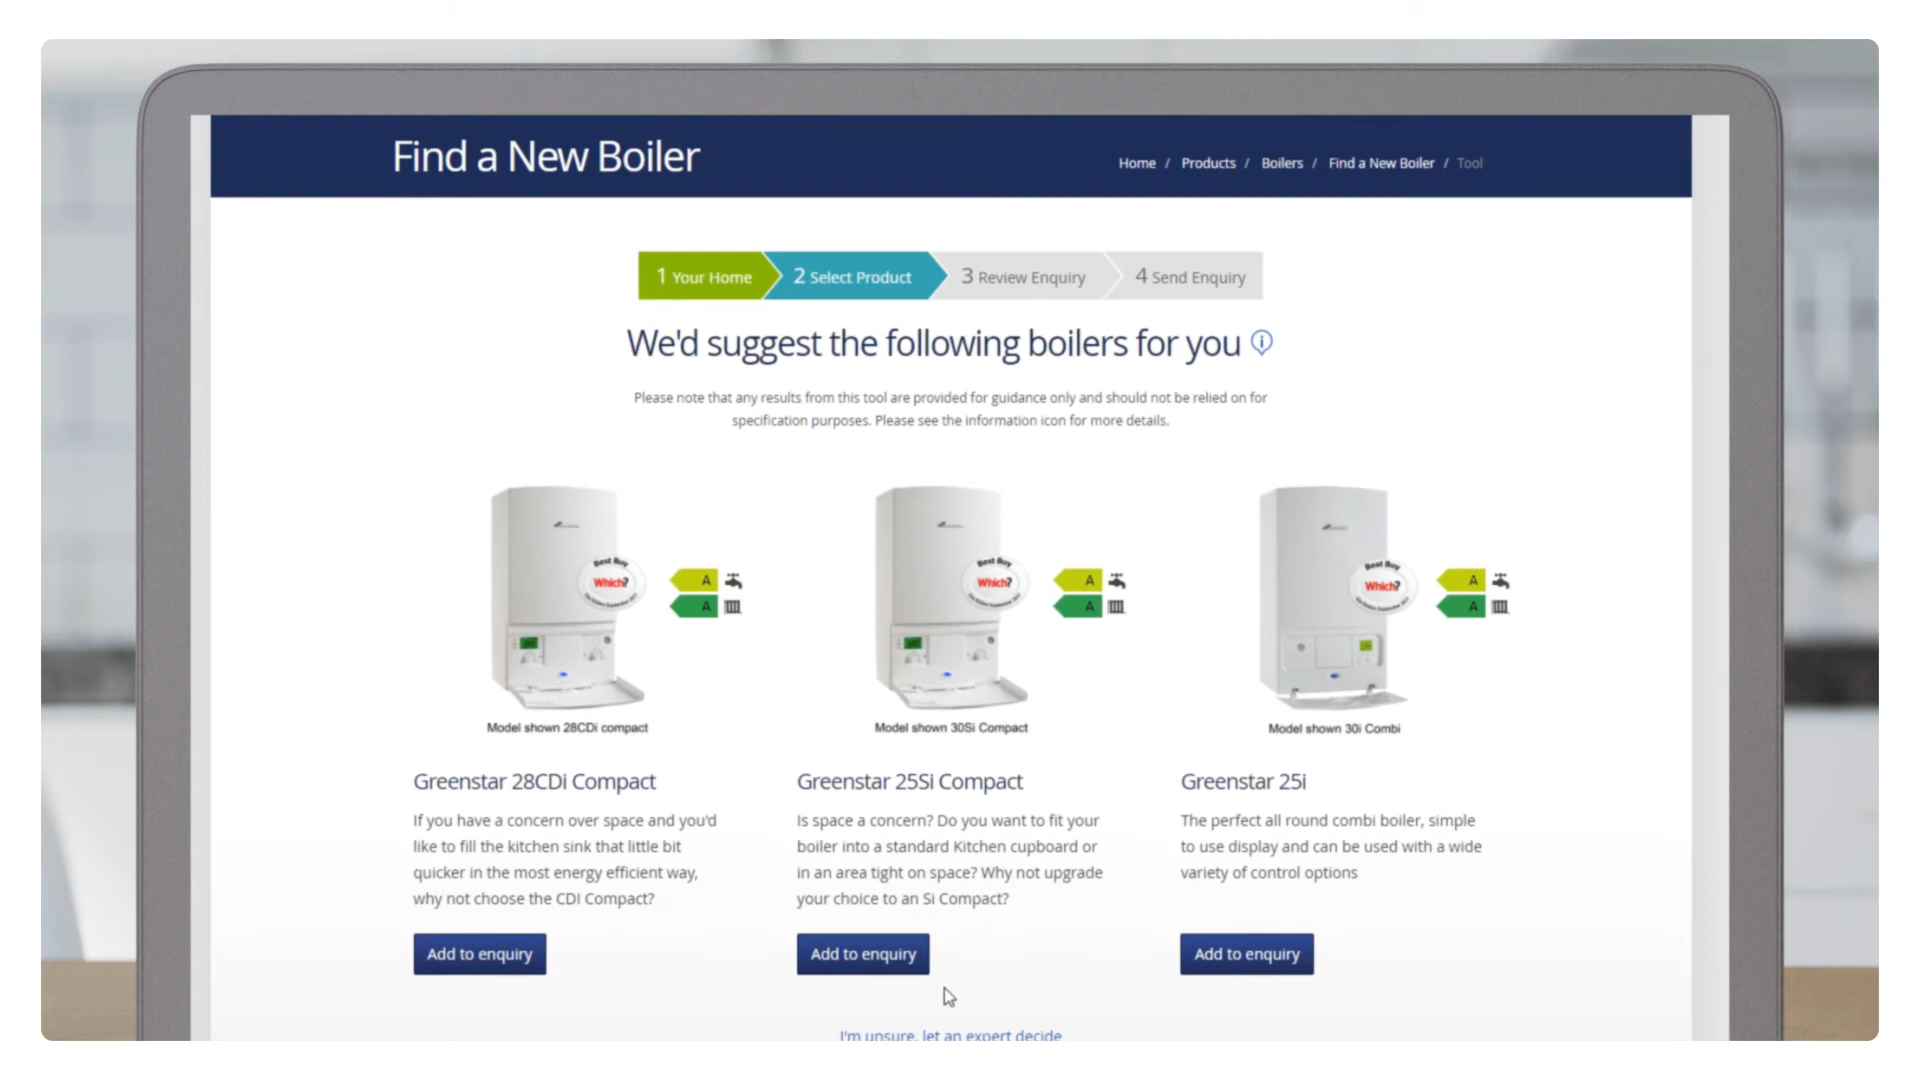 Find a New Boiler
Home / Products / Boilers / Find a New Boiler / Tool
1 Your Home 2 Select Product 3 Review Enquiry 4 Send Enquiry
We'd suggest the following boilers for you
Please note that any results from this tool are provided for guidance only and should not be relied on for
specification purposes. Please see the information icon for more details.
Best Buy
Which?
A
A
Model shown 28CDi compact
Best Buy
Which?
A
A
Model shown 30Si Compact
Best Buy
Which?
A
A
Model shown 30i Combi
Greenstar 28CDi Compact
If you have a concern over space and you'd
like to fill the kitchen sink that little bit
quicker in the most energy efficient way,
why not choose the CDI Compact?
Add to enquiry
Greenstar 25Si Compact
Is space a concern? Do you want to fit your
boiler into a standard Kitchen cupboard or
in an area tight on space? Why not upgrade
your choice to an Si Compact?
Add to enquiry
Greenstar 25i
The perfect all round combi boiler, simple
to use display and can be used with a wide
variety of control options
Add to enquiry
I'm unsure, let an expert decide